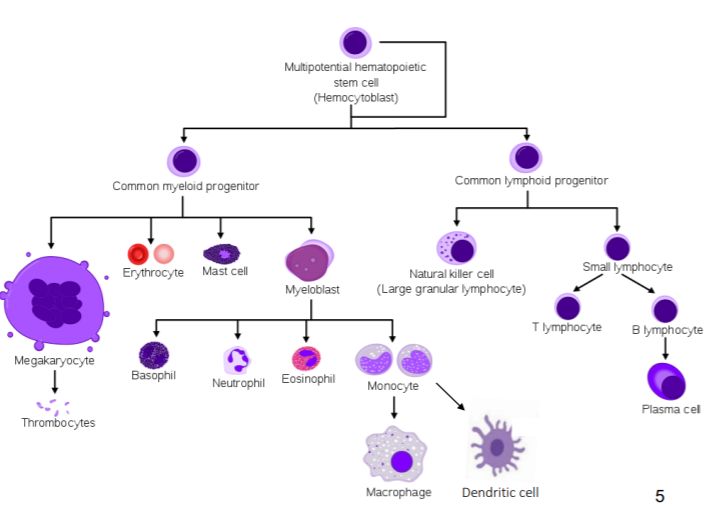 Multipotential hematopoietic
stem cell
(Hemocytoblast)
Common myeloid progenitor
Common lymphoid progenitor
Erythrocyte
Mast cell
Myeloblast
Natural killer cell
(Large granular lymphocyte)
Small lymphocyte
T lymphocyte
B lymphocyte
Megakaryocyte
Basophil
Neutrophil
Eosinophil
Monocyte
Plasma cell
Thrombocytes
Macrophage
Dendritic cell
5